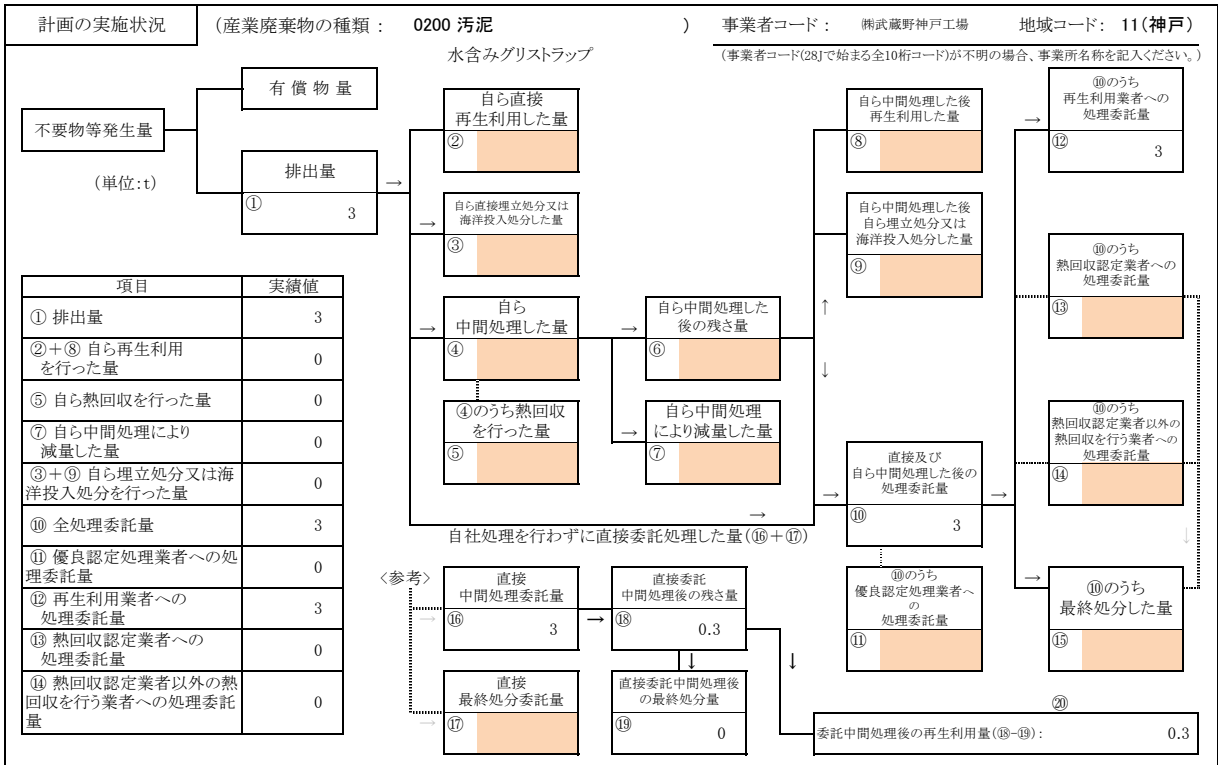 計画の実施状況
(産業廃棄物の種類： 0200 汚泥 )
事業者コード： ㈱武蔵野神戸工場
地域コード： 11(神戸)
水含みグリストラップ
(事業者コード(28Jで始まる全10桁コード)が不明の場合、事業所名称を記入ください。)
不要物等発生量
(単位:t)
有償物量
排出量
① 3
→
自ら直接
再生利用した量
②
→
自ら直接埋立処分又は
海洋投入処分した量
③
→
自ら
中間処理した量
④
④のうち熱回収
を行った量
⑤
→
自ら中間処理した
後の残さ量
⑥
→
自ら中間処理
により減量した量
⑦
自ら中間処理した後
再生利用した量
⑧
自ら中間処理した後
自ら埋立処分又は
海洋投入処分した量
⑨
↑
↓
→
直接及び
自ら中間処理した後の
処理委託量
⑩ 3
→
⑩のうち
優良認定処理業者へ
の
処理委託量
⑪
→
⑩のうち
再生利用業者への
処理委託量
⑫ 3
⑩のうち
熱回収認定業者への
処理委託量
⑬
⑩のうち
熱回収認定業者以外の
熱回収を行う業者への
処理委託量
⑭
↓
→
⑩のうち
最終処分した量
⑮
項目 実績値
① 排出量 3
②＋⑧ 自ら再生利用
を行った量 0
⑤ 自ら熱回収を行った量 0
⑦ 自ら中間処理により
減量した量 0
③＋⑨ 自ら埋立処分又は海
洋投入処分を行った量 0
⑩ 全処理委託量 3
⑪ 優良認定処理業者への処
理委託量 0
⑫ 再生利用業者への
処理委託量 3
⑬ 熱回収認定業者への
処理委託量 0
⑭ 熱回収認定業者以外の熱
回収を行う業者への処理委託
量 0
→
自社処理を行わずに直接委託処理した量(⑯＋⑰)
〈参考〉
→
直接
中間処理委託量
⑯ 3
→
直接委託
中間処理後の残さ量
⑱ 0.3
↓
↓
→
直接
最終処分委託量
⑰
直接委託中間処理後
の最終処分量
⑲ 0
⑳
委託中間処理後の再生利用量(⑱-⑲)： 0.3